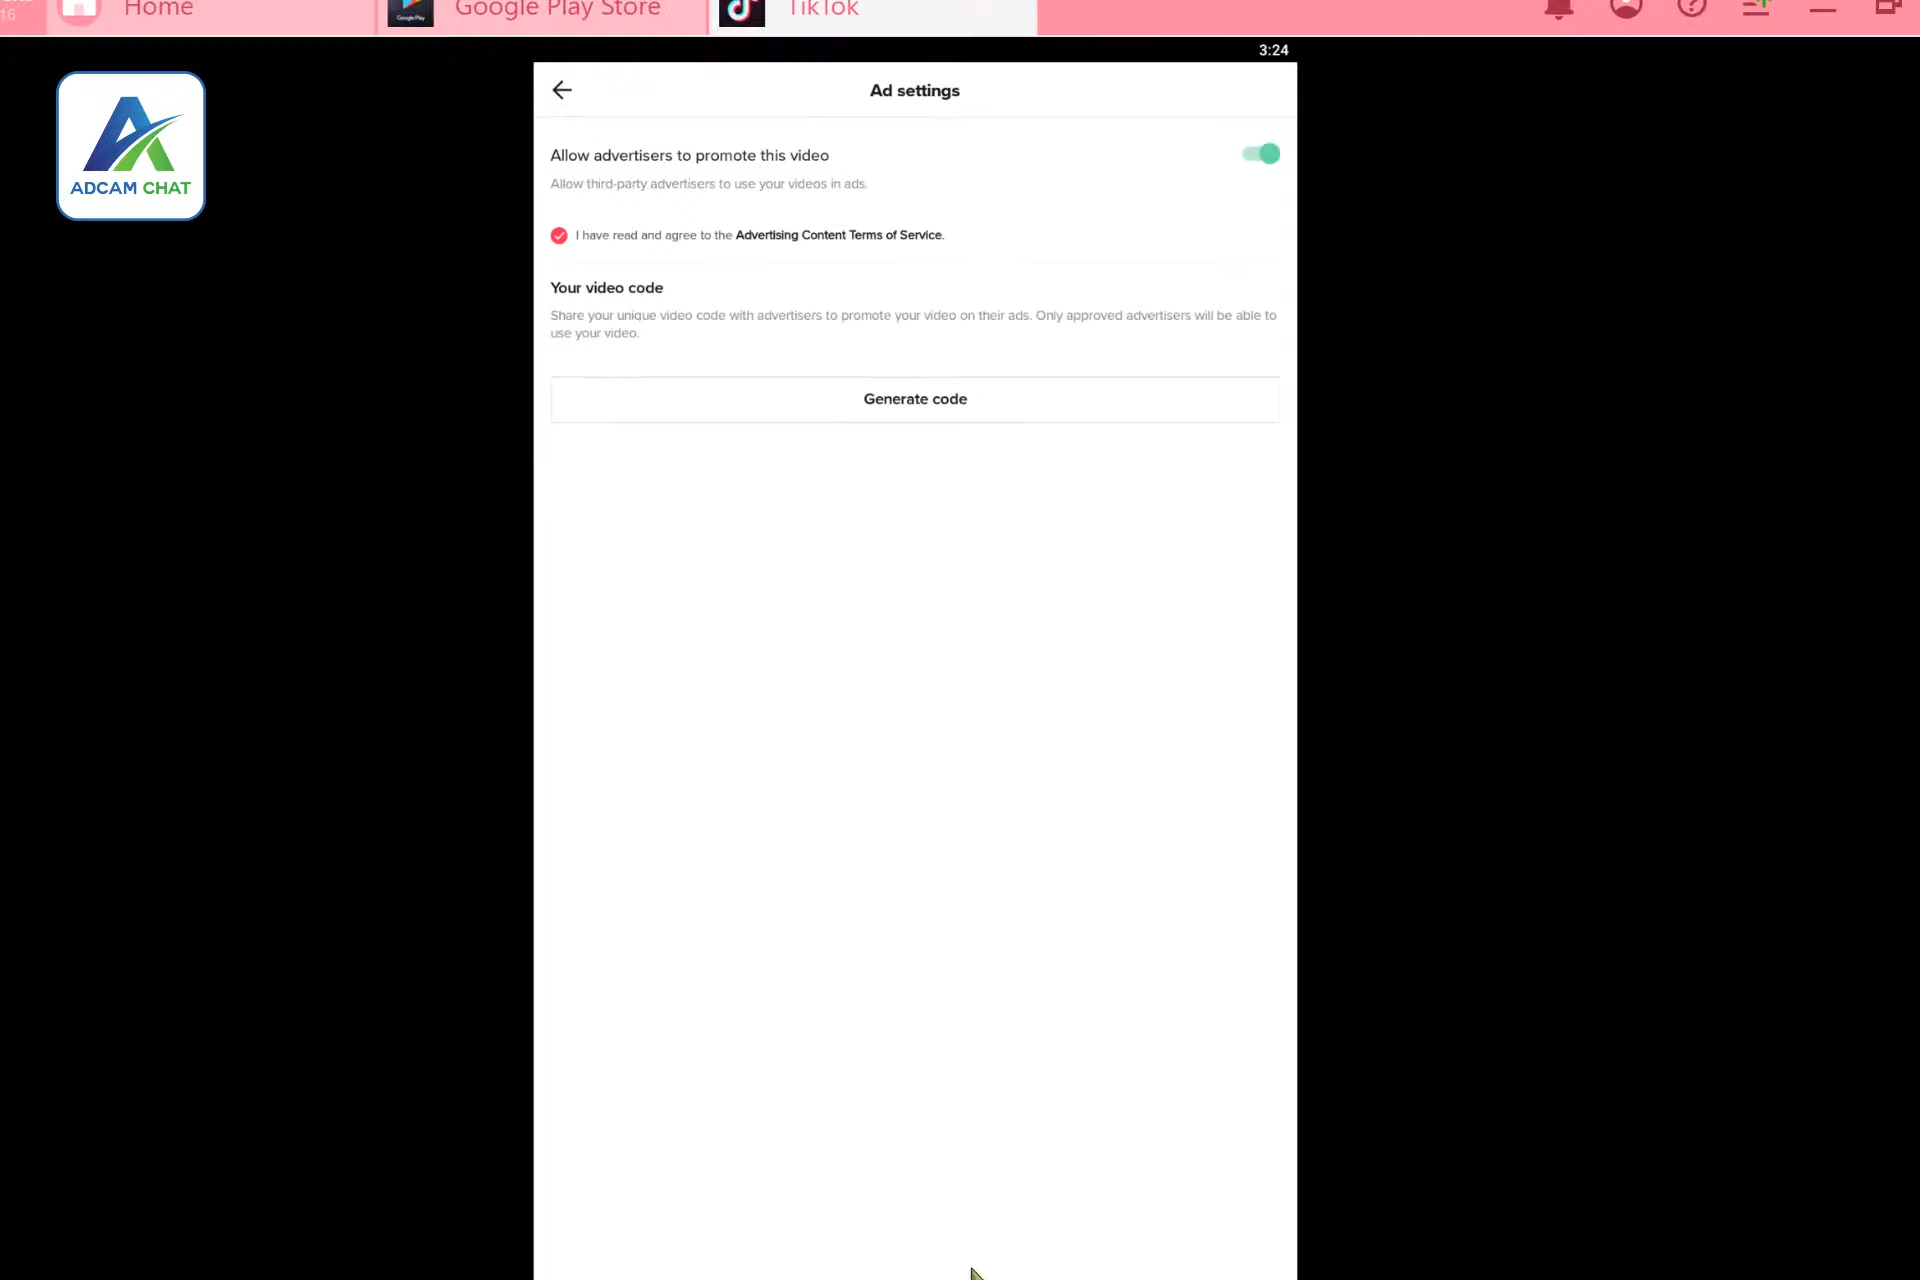 16
Home
Google Play Store
TikTok
3:24
ADCAM CHAT
Ad settings
Allow advertisers to promote this video
Allow third-party advertisers to use your videos in ads.
I have read and agree to the Advertising Content Terms of Service.
Your video code
Share your unique video code with advertisers to promote your video on their ads. Only approved advertisers will be able to
use your video.
Generate code